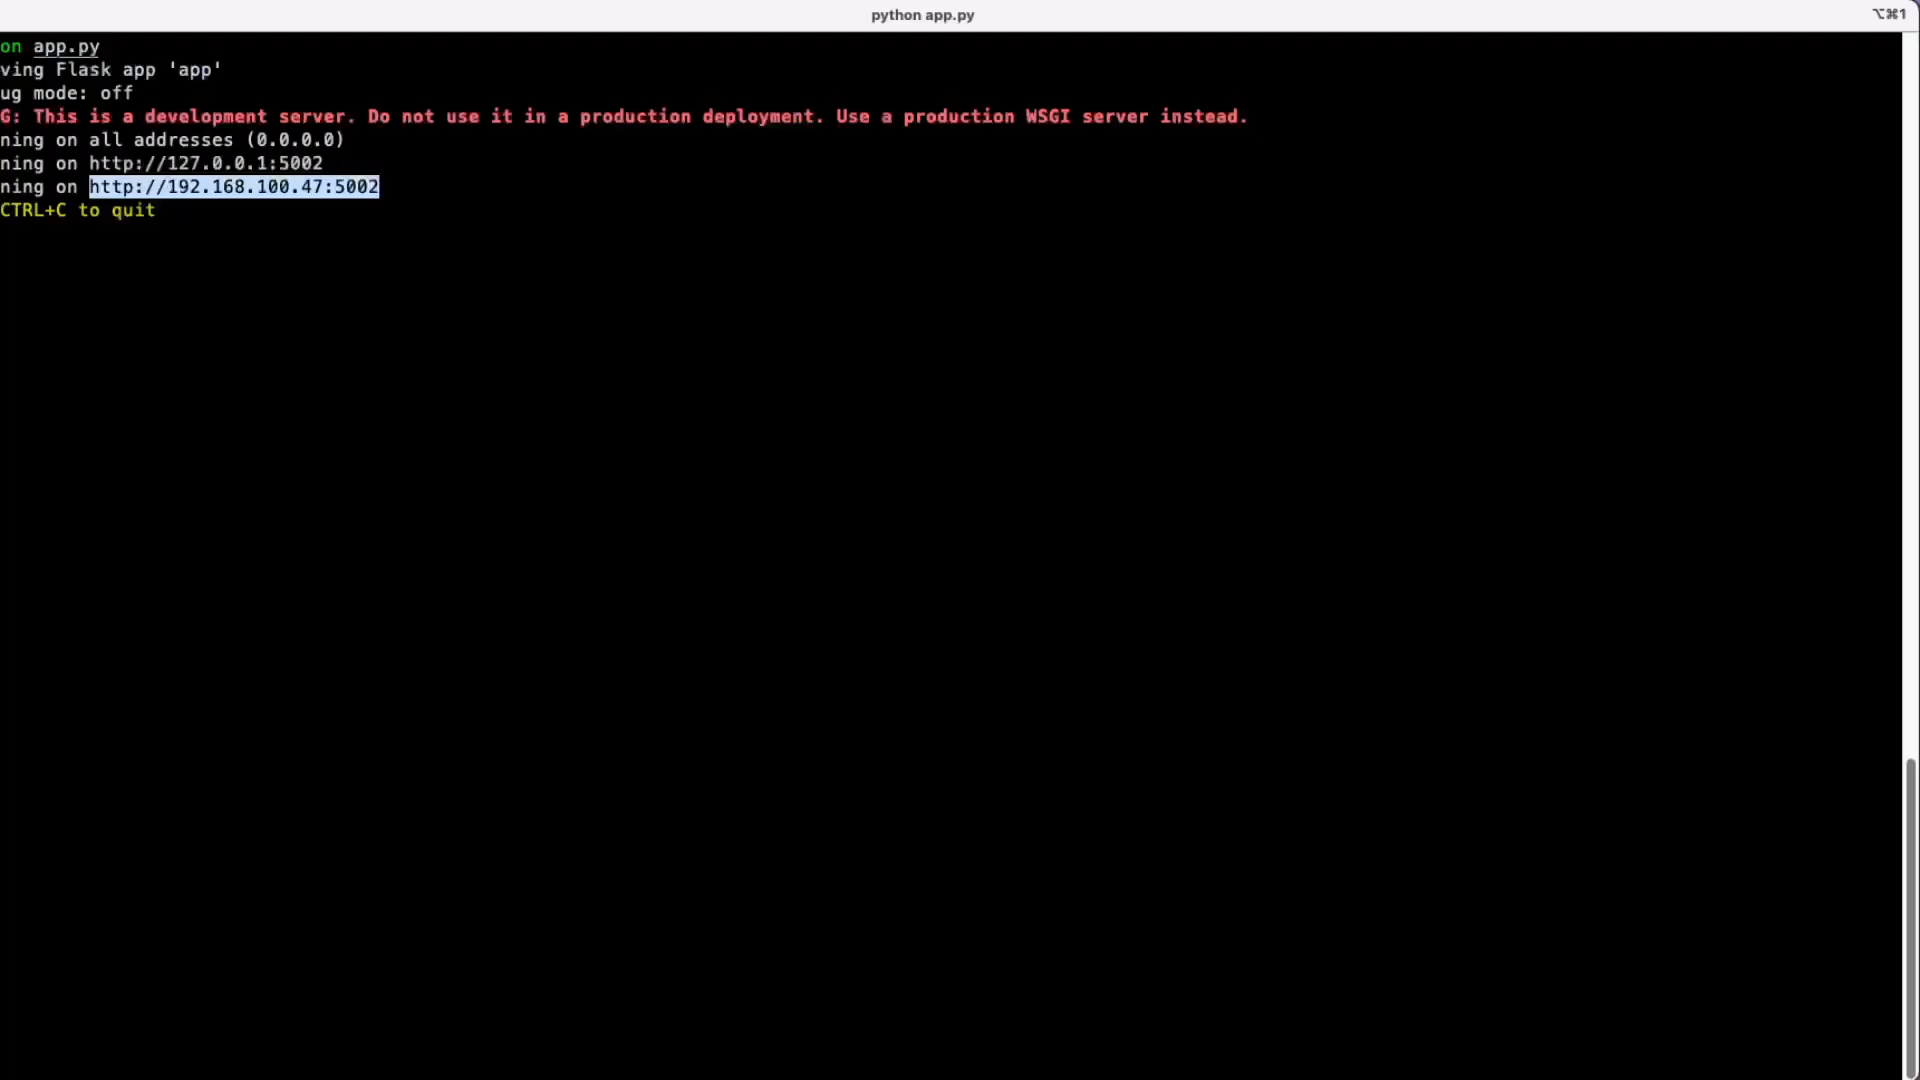 python app.py
⌥⌘1
on app.py
ving Flask app 'app'
ug mode: off
G: This is a development server. Do not use it in a production deployment. Use a production WSGI server instead.
ning on all addresses (0.0.0.0)
ning on http://127.0.0.1:5002
ning on http://192.168.100.47:5002
CTRL+C to quit